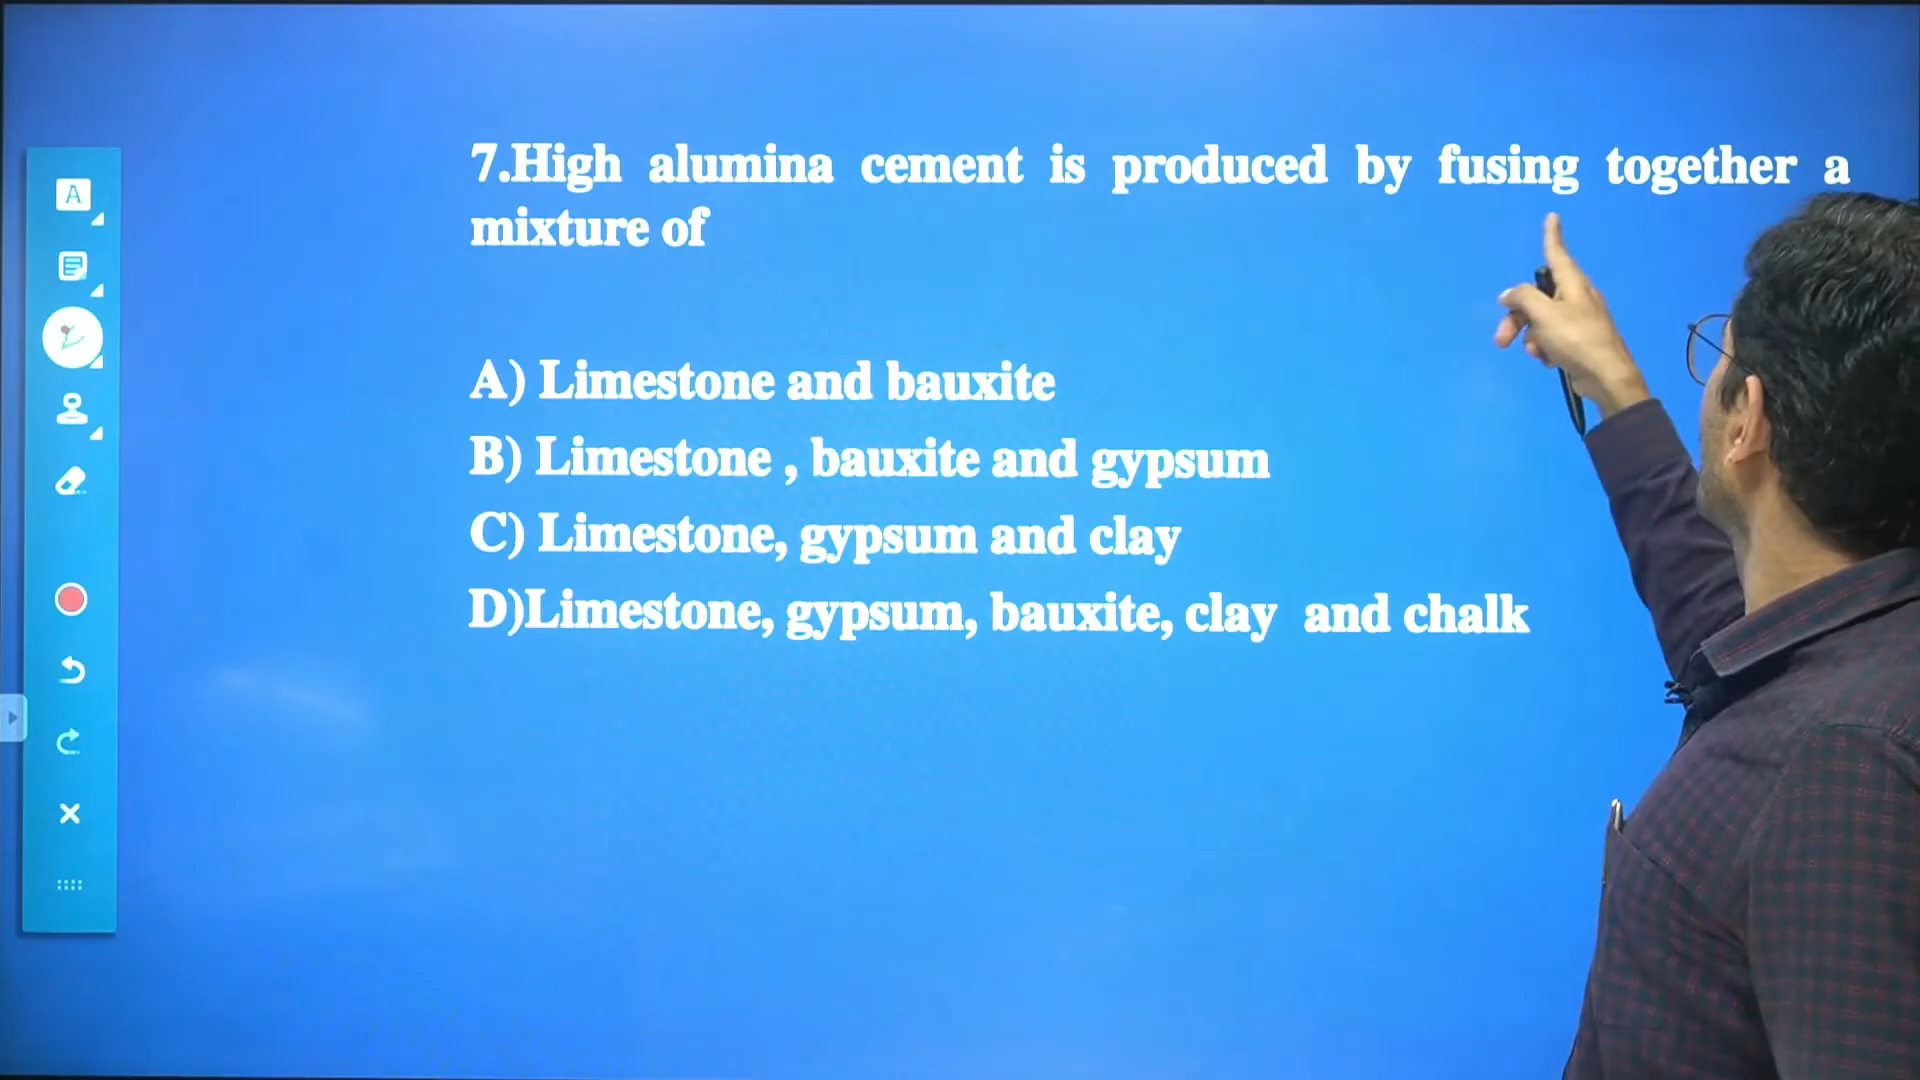 7.High alumina cement is produced by fusing together a
mixture of
A) Limestone and bauxite
B) Limestone , bauxite and gypsum
C) Limestone, gypsum and clay
D)Limestone, gypsum, bauxite, clay and chalk
A